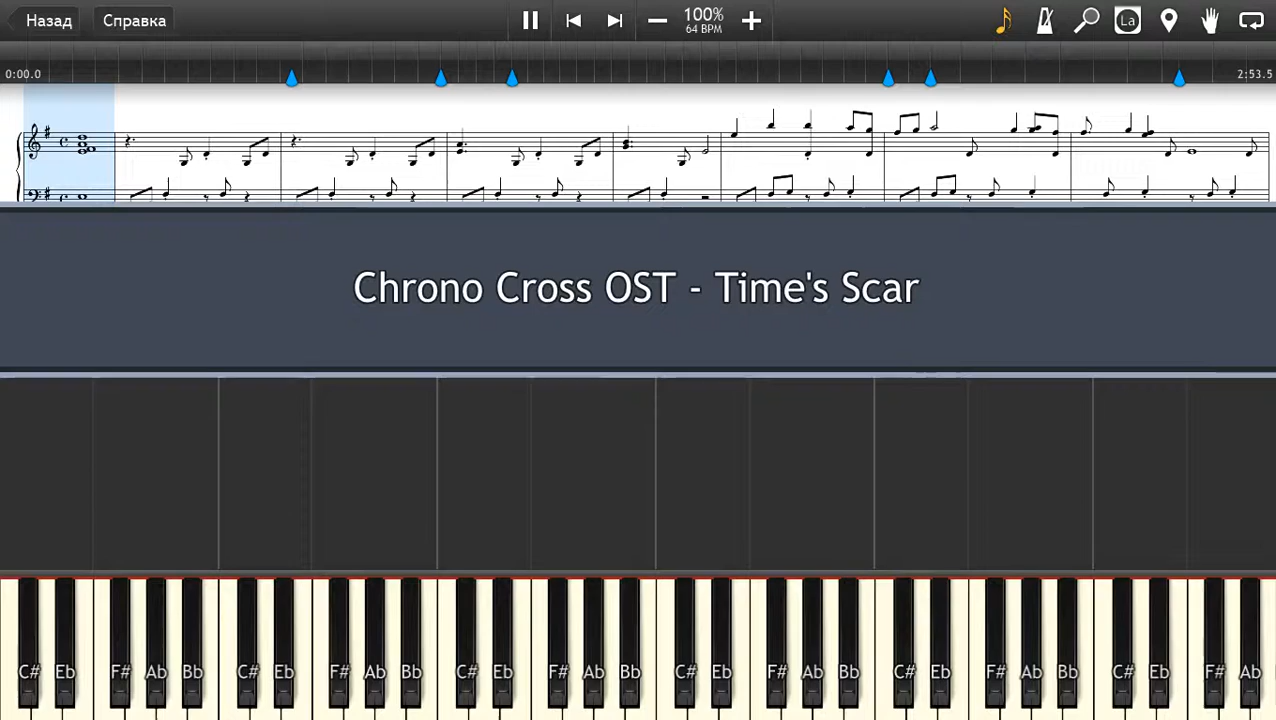 Назад Справка 100% La
64 BPM
0:00.0 2:53.5
Chrono Cross OST - Time's Scar
C# Eb F# Ab Bb C# Eb F# Ab Bb C# Eb F# Ab Bb C# Eb F# Ab Bb C# Eb F# Ab Bb C# Eb F# Ab